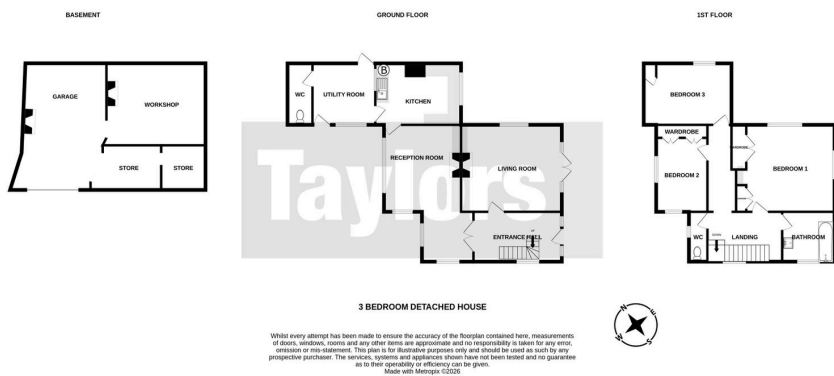 BASEMENT
GROUND FLOOR
1ST FLOOR
GARAGE
WORKSHOP
STORE
STORE
WC
UTILITY ROOM
B
KITCHEN
RECEPTION ROOM
LIVING ROOM
ENTRANCE HALL
UP
Taylors
BEDROOM 3
WARDROBE
WARDROBE
BEDROOM 2
BEDROOM 1
WC
DOWN
LANDING
BATHROOM
3 BEDROOM DETACHED HOUSE
Whilst every attempt has been made to ensure the accuracy of the floorplan contained here, measurements
of doors, windows, rooms and any other items are approximate and no responsibility is taken for any error,
omission or mis-statement. This plan is for illustrative purposes only and should be used as such by any
prospective purchaser. The services, systems and appliances shown have not been tested and no guarantee
as to their operability or efficiency can be given.
Made with Metropix ©2026
N
E
S
W